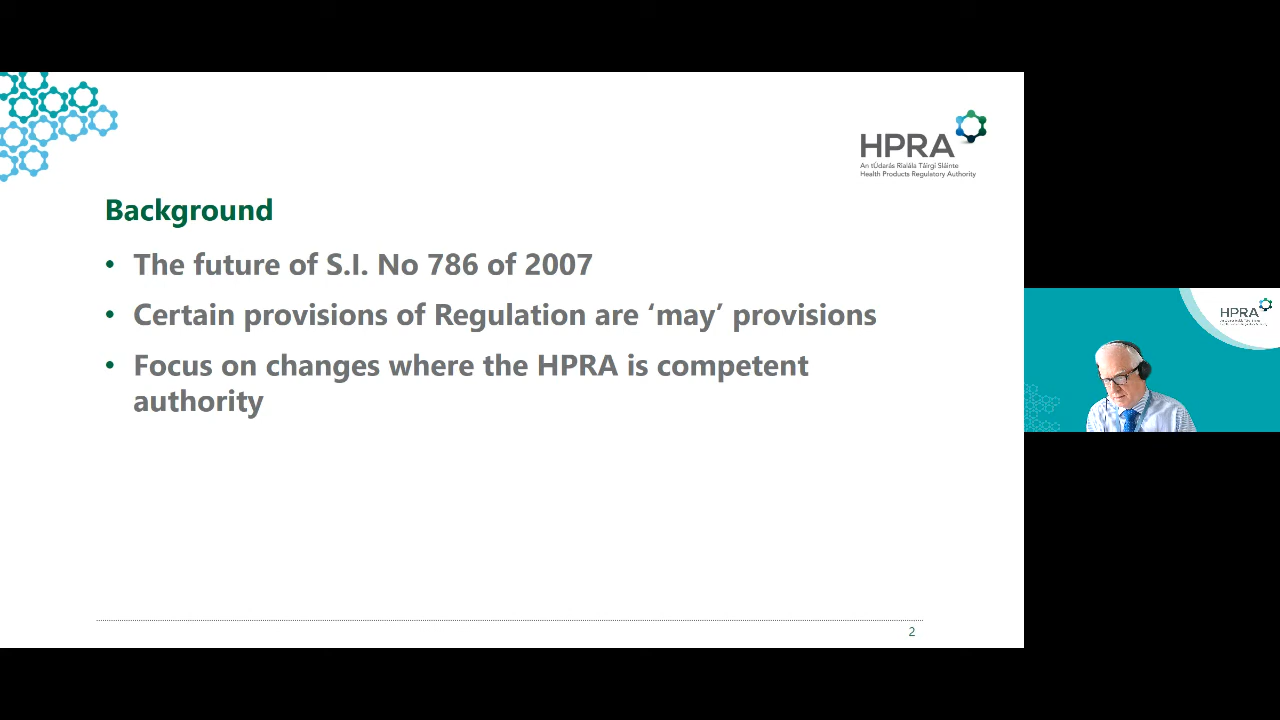 HPRA
An tÚdarás Rialála Táirgí Sláinte
Health Products Regulatory Authority
Background
• The future of S.I. No 786 of 2007
• Certain provisions of Regulation are ‘may’ provisions
• Focus on changes where the HPRA is competent
authority
2
HPRA